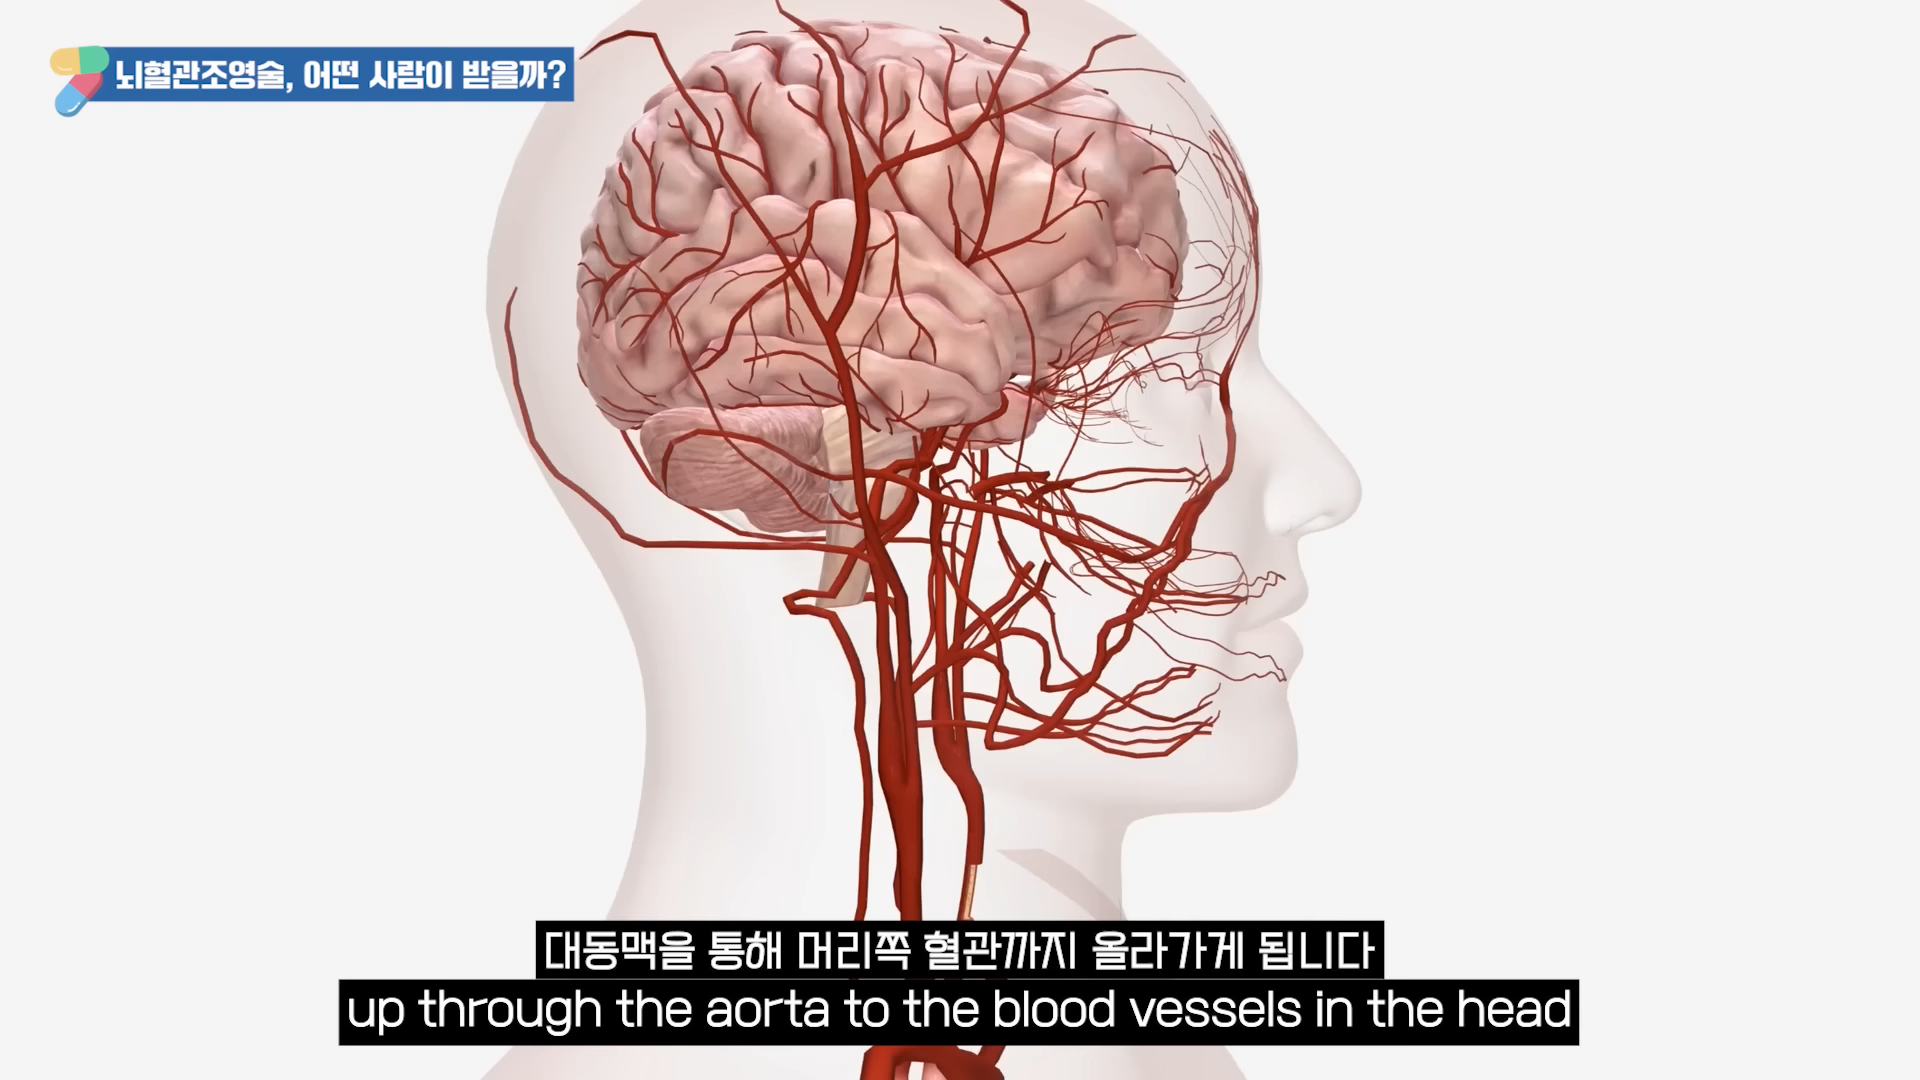 뇌혈관조영술, 어떤 사람이 받을까?
대동맥을 통해 머리쪽 혈관까지 올라가게 됩니다
up through the aorta to the blood vessels in the head